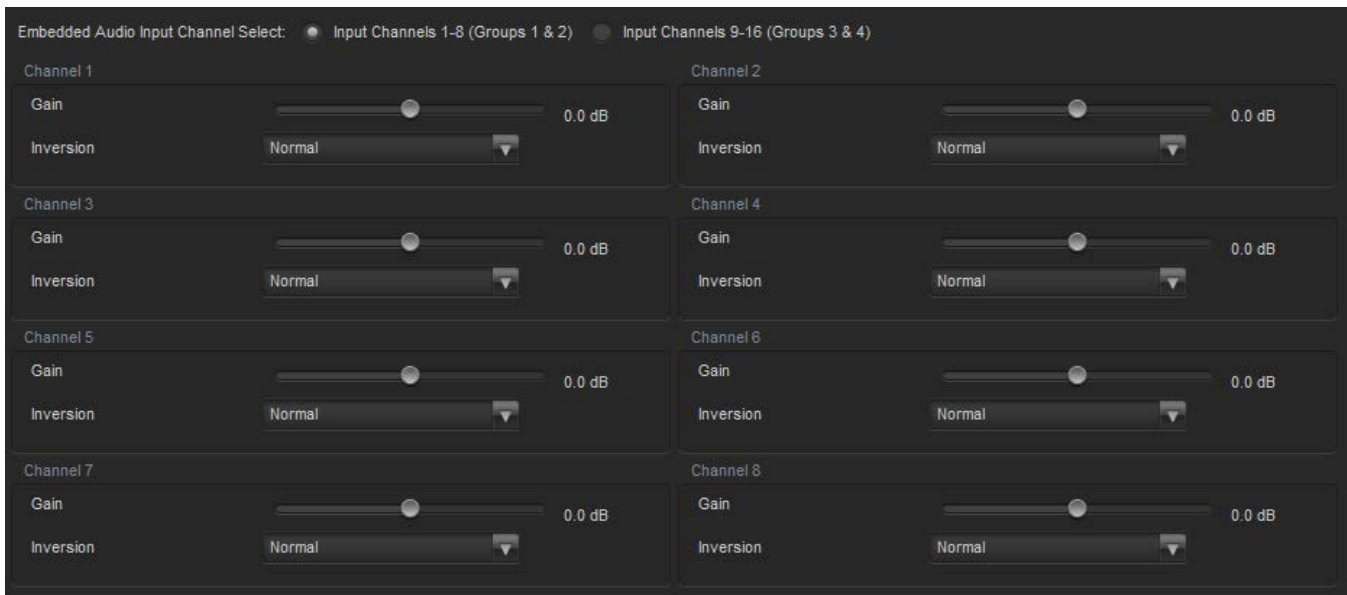 Embedded Audio Input Channel Select: Input Channels 1-8 (Groups 1 & 2) Input Channels 9-16 (Groups 3 & 4)
Channel 1
Gain 0.0 dB
Inversion Normal
Channel 2
Gain 0.0 dB
Inversion Normal
Channel 3
Gain 0.0 dB
Inversion Normal
Channel 4
Gain 0.0 dB
Inversion Normal
Channel 5
Gain 0.0 dB
Inversion Normal
Channel 6
Gain 0.0 dB
Inversion Normal
Channel 7
Gain 0.0 dB
Inversion Normal
Channel 8
Gain 0.0 dB
Inversion Normal